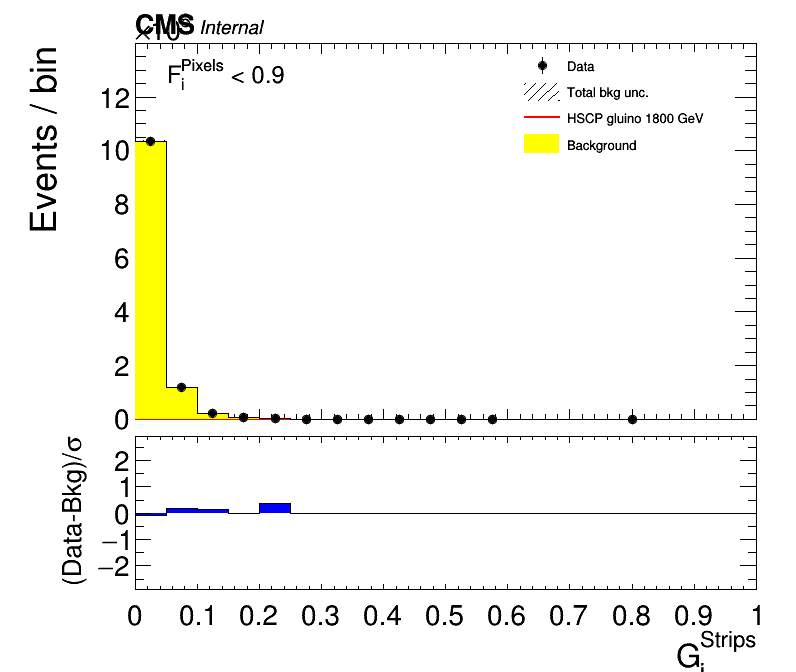 CMS Internal
F_i^Pixels < 0.9
Data
Total bkg unc.
HSCP gluino 1800 GeV
Background
Events / bin
12
10
8
6
4
2
0
(Data-Bkg)/σ
2
1
0
−1
−2
0 0.1 0.2 0.3 0.4 0.5 0.6 0.7 0.8 0.9 1
G_i^Strips